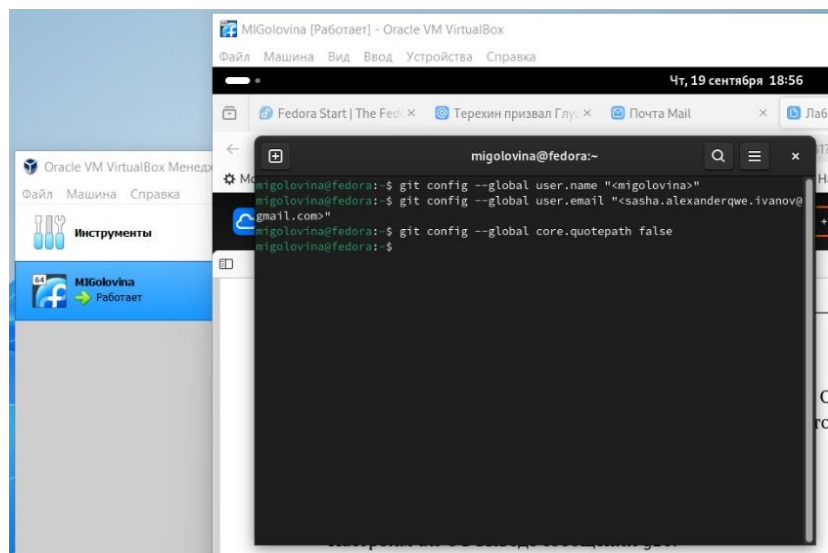 MIGolovina [Работает] - Oracle VM VirtualBox
Файл Машина Вид Ввод Устройства Справка
Чт, 19 сентября 18:56
Fedora Start | The Fed
Терехин призвал Глу
Почта Mail
Oracle VM VirtualBox
Файл Машина Справка
Инструменты
64
MIGolovina
Работает
migolovina@fedora:~
migolovina@fedora:~$ git config --global user.name "<migolovina>"
migolovina@fedora:~$ git config --global user.email "<sasha.alexanderqwe.ivanov@
gmail.com>"
migolovina@fedora:~$ git config --global core.quotepath false
migolovina@fedora:~$